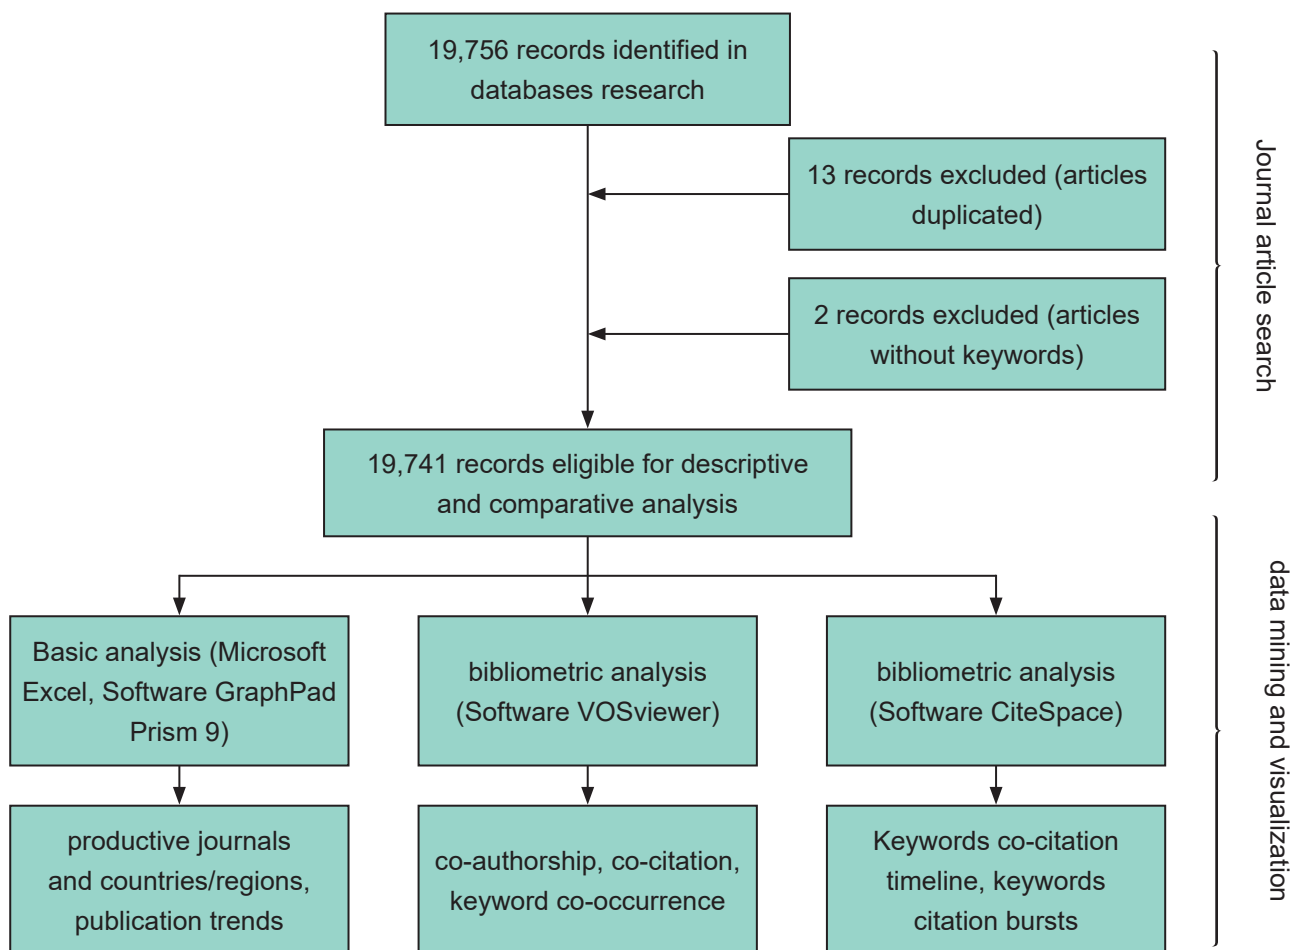 19,756 records identified in
databases research
13 records excluded (articles
duplicated)
2 records excluded (articles
without keywords)
Journal article search
19,741 records eligible for descriptive
and comparative analysis
Basic analysis (Microsoft
Excel, Software GraphPad
Prism 9)
bibliometric analysis
(Software VOSviewer)
bibliometric analysis
(Software CiteSpace)
productive journals
and countries/regions,
publication trends
co-authorship, co-citation,
keyword co-occurrence
Keywords co-citation
timeline, keywords
citation bursts
data mining and visualization